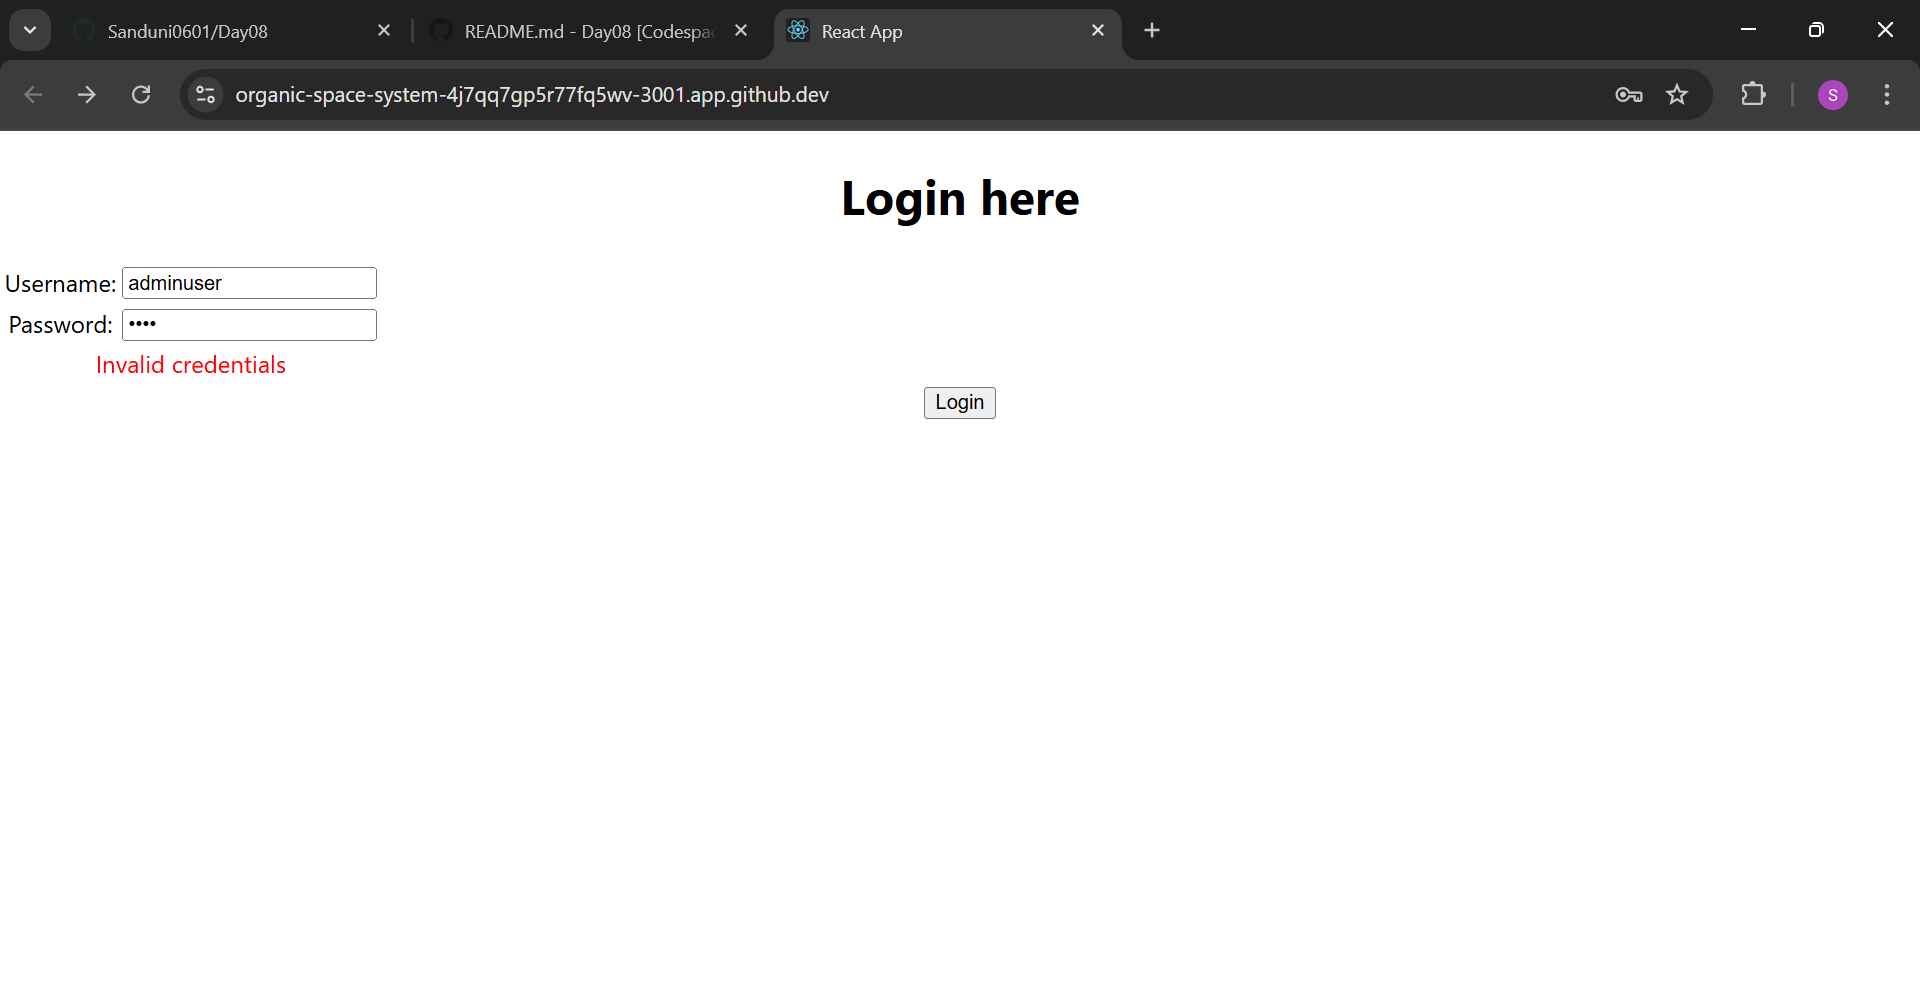 Sanduni0601/Day08
README.md - Day08 [Codespac
React App
organic-space-system-4j7qq7gp5r77fq5wv-3001.app.github.dev
S
Login here
Username: adminuser
Password: ••••
Invalid credentials
Login